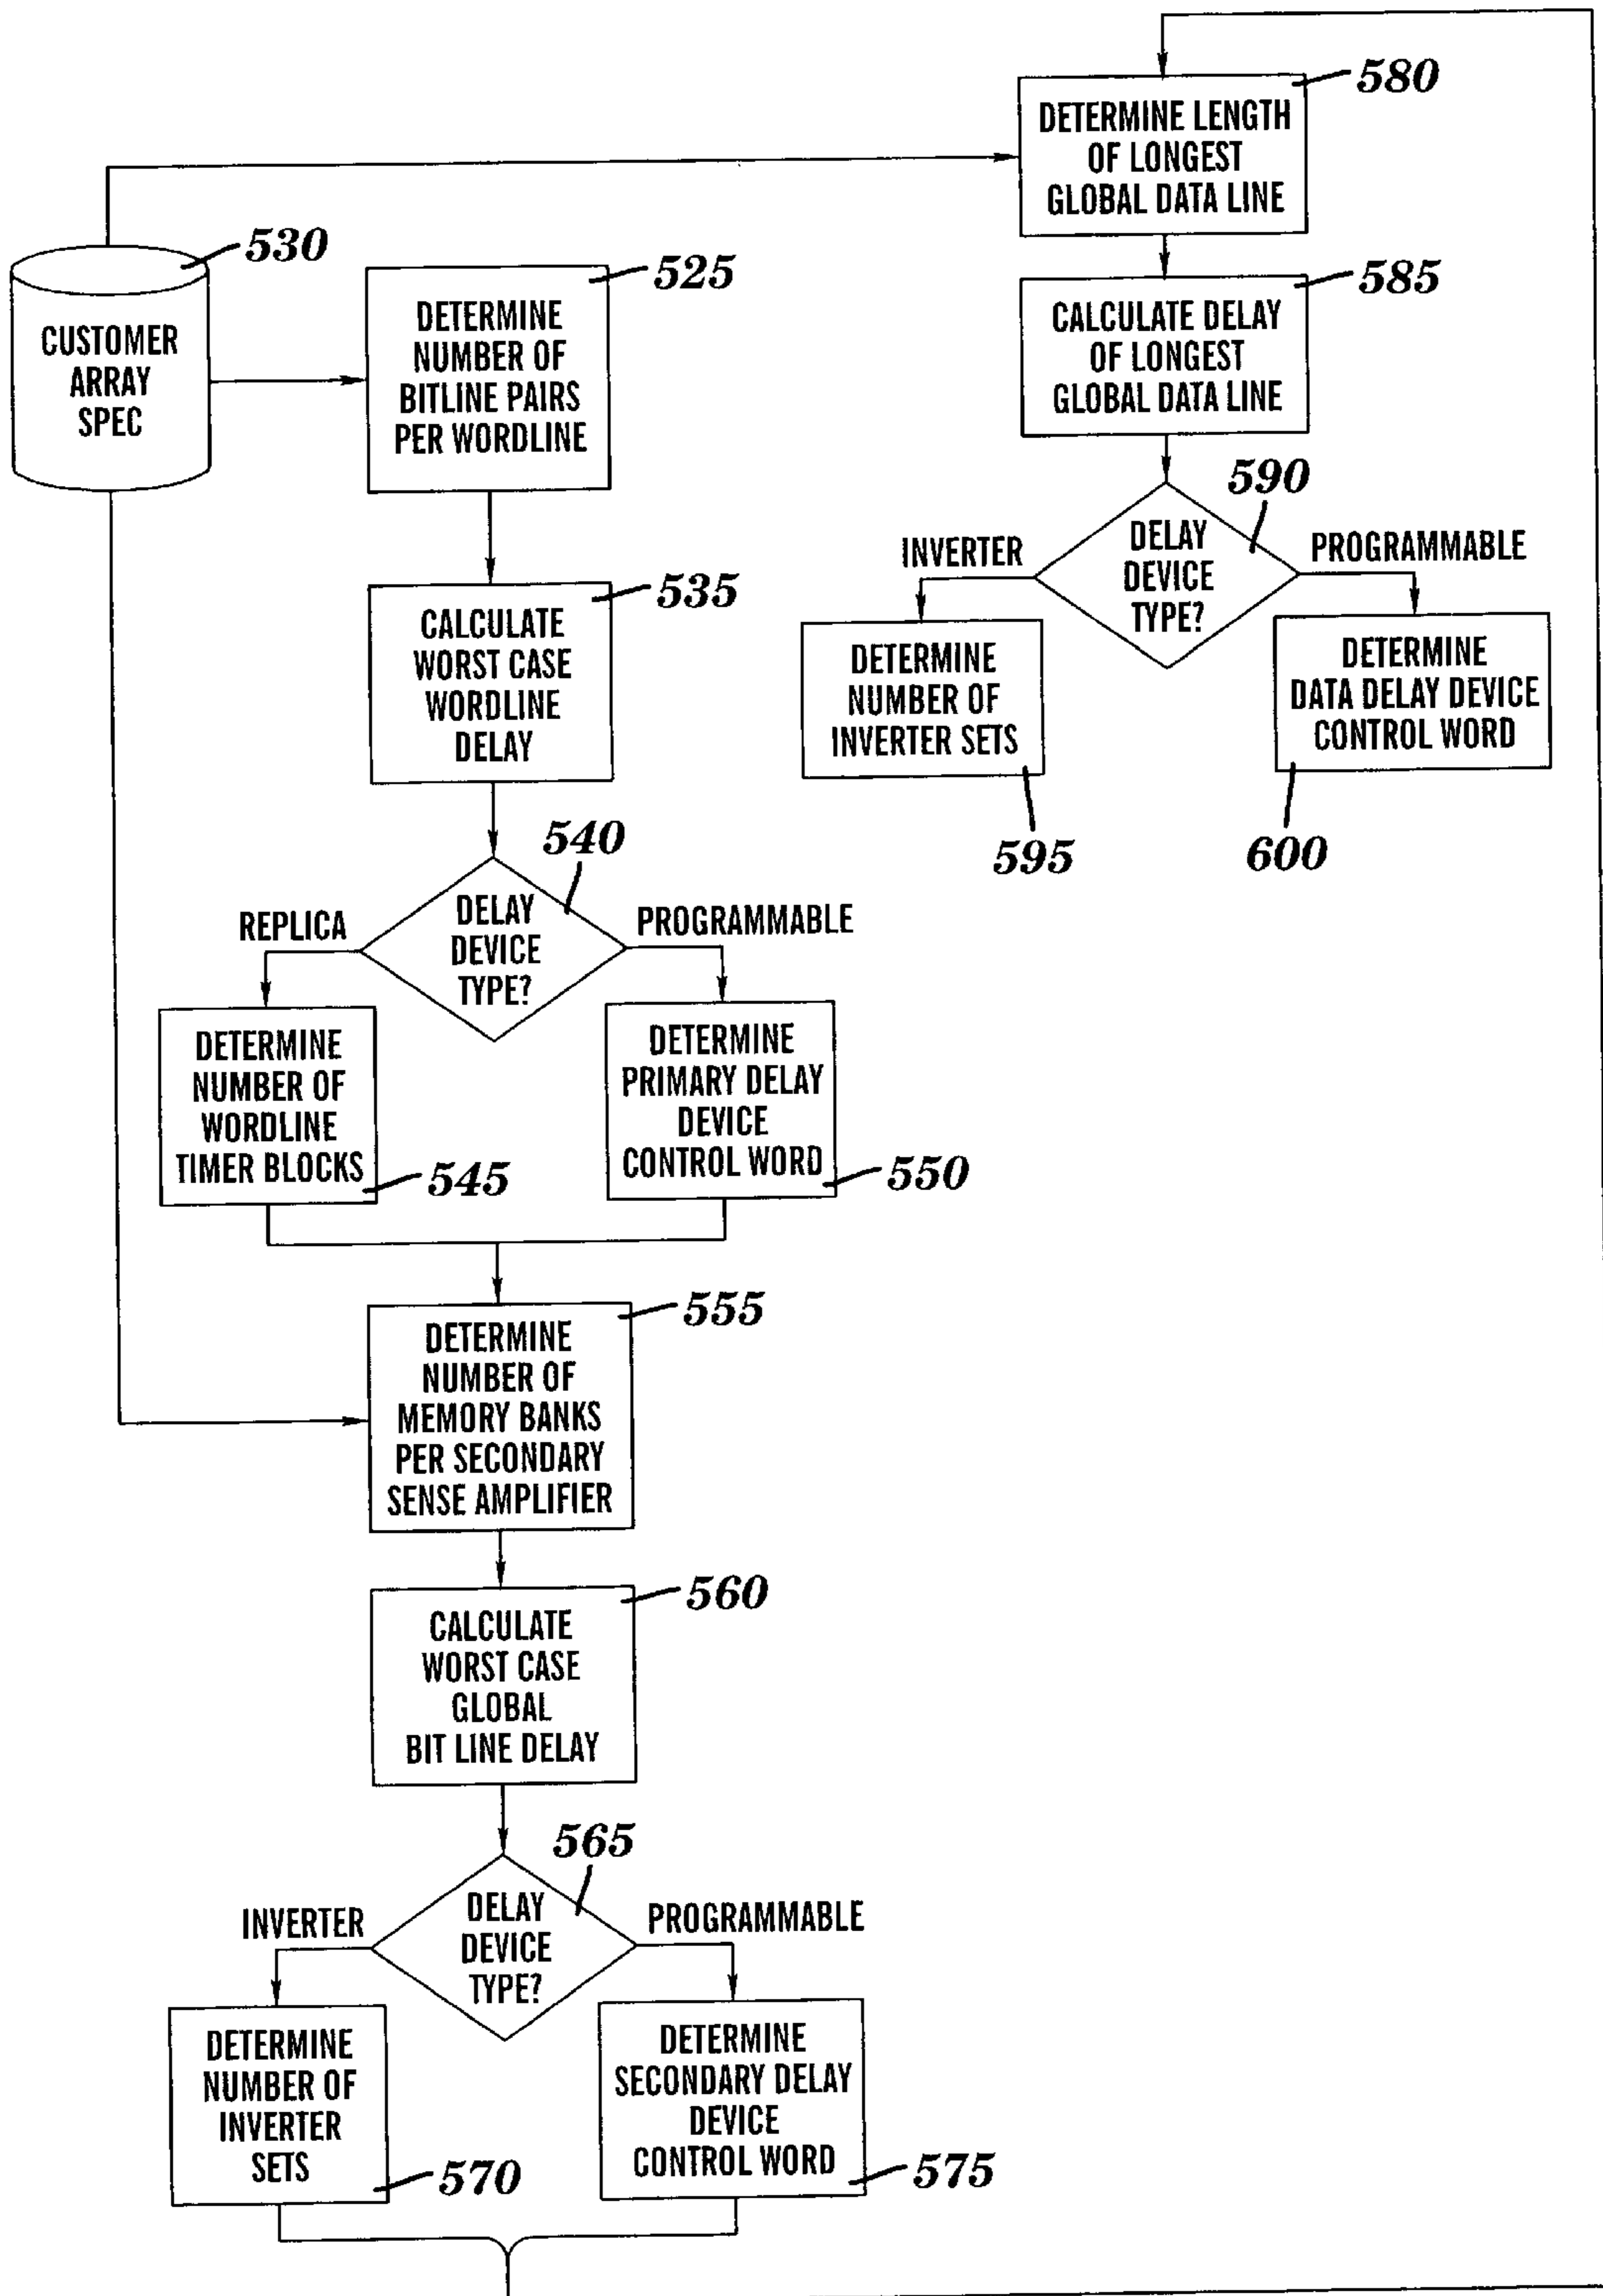 530
CUSTOMER
ARRAY
SPEC
525
DETERMINE
NUMBER OF
BITLINE PAIRS
PER WORDLINE
535
CALCULATE
WORST CASE
WORDLINE
DELAY
540
DELAY
DEVICE
TYPE?
REPLICA
PROGRAMMABLE
DETERMINE
NUMBER OF
WORDLINE
TIMER BLOCKS
545
DETERMINE
PRIMARY DELAY
DEVICE
CONTROL WORD
550
555
DETERMINE
NUMBER OF
MEMORY BANKS
PER SECONDARY
SENSE AMPLIFIER
560
CALCULATE
WORST CASE
GLOBAL
BIT LINE DELAY
565
DELAY
DEVICE
TYPE?
INVERTER
PROGRAMMABLE
DETERMINE
NUMBER OF
INVERTER
SETS
570
DETERMINE
SECONDARY DELAY
DEVICE
CONTROL WORD
575
580
DETERMINE LENGTH
OF LONGEST
GLOBAL DATA LINE
585
CALCULATE DELAY
OF LONGEST
GLOBAL DATA LINE
590
DELAY
DEVICE
TYPE?
INVERTER
PROGRAMMABLE
DETERMINE
NUMBER OF
INVERTER SETS
595
DETERMINE
DATA DELAY DEVICE
CONTROL WORD
600